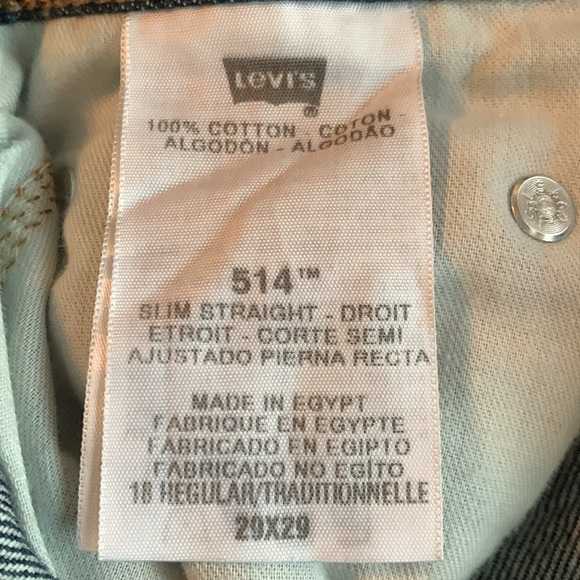 Levi's
®
100% COTTON - COTON -
ALGODÓN - ALGODÃO
514™
SLIM STRAIGHT - DROIT
ETROIT - CORTE SEMI
AJUSTADO PIERNA RECTA
MADE IN EGYPT
FABRIQUE EN EGYPTE
FABRICADO EN EGIPTO
FABRICADO NO EGITO
18 REGULAR/TRADITIONNELLE
29X29